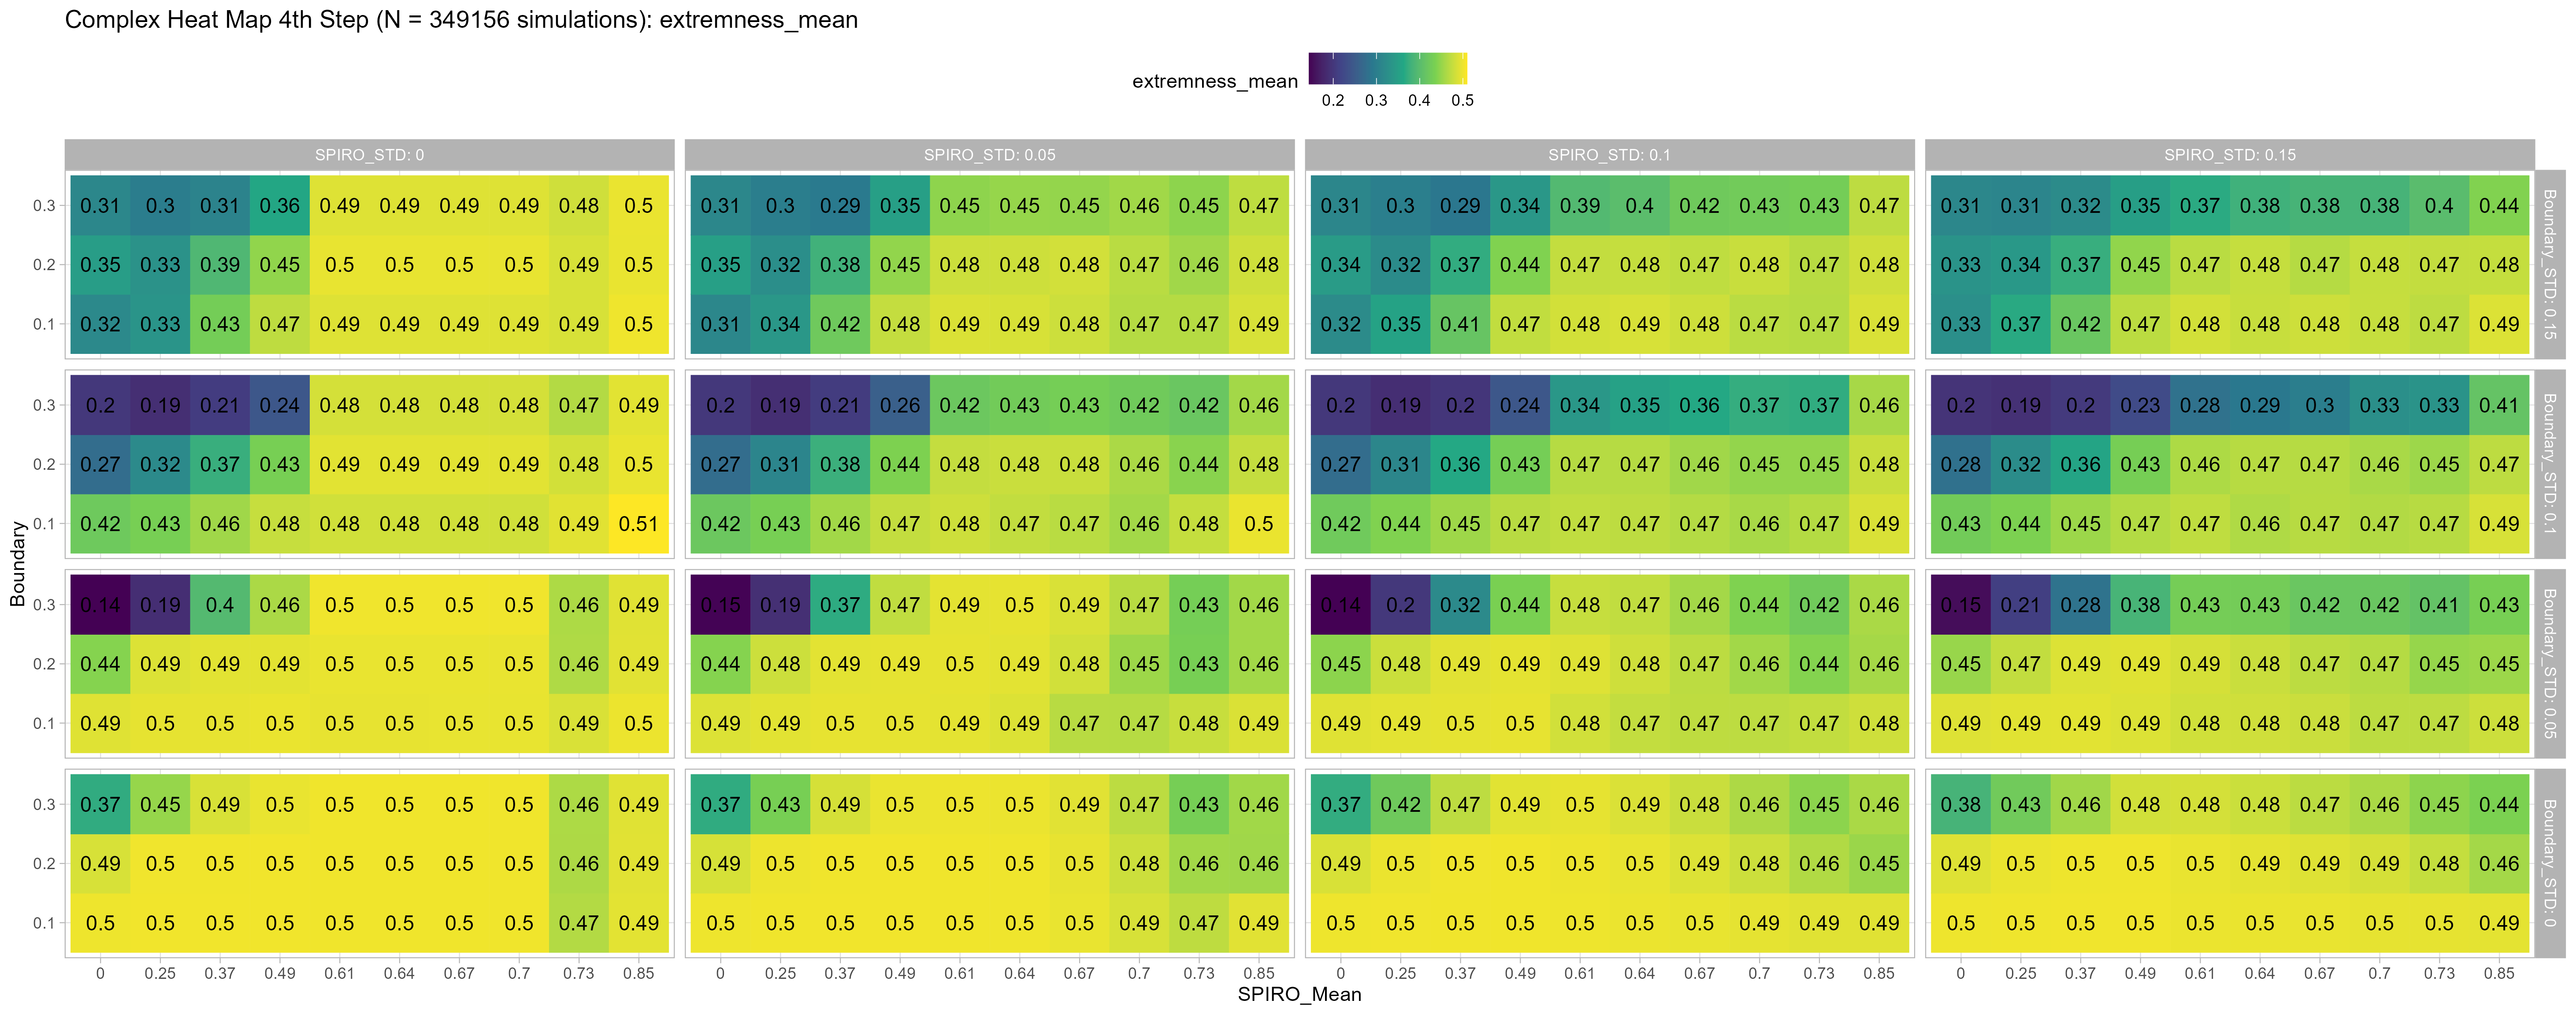 Complex Heat Map 4th Step (N = 349156 simulations): extremness_mean
extremness_mean
0.2 0.3 0.4 0.5
SPIRO_STD: 0 SPIRO_STD: 0.05 SPIRO_STD: 0.1 SPIRO_STD: 0.15
0.3 0.31 0.3 0.31 0.36 0.49 0.49 0.49 0.49 0.48 0.5 0.31 0.3 0.29 0.35 0.45 0.45 0.45 0.46 0.45 0.47 0.31 0.3 0.29 0.34 0.39 0.4 0.42 0.43 0.43 0.47 0.31 0.31 0.32 0.35 0.37 0.38 0.38 0.38 0.4 0.44
0.2 0.35 0.33 0.39 0.45 0.5 0.5 0.5 0.5 0.49 0.5 0.35 0.32 0.38 0.45 0.48 0.48 0.48 0.47 0.46 0.48 0.34 0.32 0.37 0.44 0.47 0.48 0.47 0.48 0.47 0.48 0.33 0.34 0.37 0.45 0.47 0.48 0.47 0.48 0.47 0.48
0.1 0.32 0.33 0.43 0.47 0.49 0.49 0.49 0.49 0.49 0.5 0.31 0.34 0.42 0.48 0.49 0.49 0.48 0.47 0.47 0.49 0.32 0.35 0.41 0.47 0.48 0.49 0.48 0.47 0.47 0.49 0.33 0.37 0.42 0.47 0.48 0.48 0.48 0.48 0.47 0.49
Boundary_STD: 0.15
0.3 0.2 0.19 0.21 0.24 0.48 0.48 0.48 0.48 0.47 0.49 0.2 0.19 0.21 0.26 0.42 0.43 0.43 0.42 0.42 0.46 0.2 0.19 0.2 0.24 0.34 0.35 0.36 0.37 0.37 0.46 0.2 0.19 0.2 0.23 0.28 0.29 0.3 0.33 0.33 0.41
0.2 0.27 0.32 0.37 0.43 0.49 0.49 0.49 0.49 0.48 0.5 0.27 0.31 0.38 0.44 0.48 0.48 0.48 0.46 0.44 0.48 0.27 0.31 0.36 0.43 0.47 0.47 0.46 0.45 0.45 0.48 0.28 0.32 0.36 0.43 0.46 0.47 0.47 0.46 0.45 0.47
0.1 0.42 0.43 0.46 0.48 0.48 0.48 0.48 0.48 0.49 0.51 0.42 0.43 0.46 0.47 0.48 0.47 0.47 0.46 0.48 0.5 0.42 0.44 0.45 0.47 0.47 0.47 0.47 0.46 0.47 0.49 0.43 0.44 0.45 0.47 0.47 0.46 0.47 0.47 0.47 0.49
Boundary_STD: 0.1
Boundary
0.3 0.14 0.19 0.4 0.46 0.5 0.5 0.5 0.5 0.46 0.49 0.15 0.19 0.37 0.47 0.49 0.5 0.49 0.47 0.43 0.46 0.14 0.2 0.32 0.44 0.48 0.47 0.46 0.44 0.42 0.46 0.15 0.21 0.28 0.38 0.43 0.43 0.42 0.42 0.41 0.43
0.2 0.44 0.49 0.49 0.49 0.5 0.5 0.5 0.5 0.46 0.49 0.44 0.48 0.49 0.49 0.5 0.49 0.48 0.45 0.43 0.46 0.45 0.48 0.49 0.49 0.49 0.48 0.47 0.46 0.44 0.46 0.45 0.47 0.49 0.49 0.49 0.48 0.47 0.47 0.45 0.45
0.1 0.49 0.5 0.5 0.5 0.5 0.5 0.5 0.5 0.49 0.5 0.49 0.49 0.5 0.5 0.49 0.49 0.47 0.47 0.48 0.49 0.49 0.49 0.5 0.5 0.48 0.47 0.47 0.47 0.47 0.48 0.49 0.49 0.49 0.49 0.48 0.48 0.48 0.47 0.47 0.48
Boundary_STD: 0.05
0.3 0.37 0.45 0.49 0.5 0.5 0.5 0.5 0.5 0.46 0.49 0.37 0.43 0.49 0.5 0.5 0.5 0.49 0.47 0.43 0.46 0.37 0.42 0.47 0.49 0.5 0.49 0.48 0.46 0.45 0.46 0.38 0.43 0.46 0.48 0.48 0.48 0.47 0.46 0.45 0.44
0.2 0.49 0.5 0.5 0.5 0.5 0.5 0.5 0.5 0.46 0.49 0.49 0.5 0.5 0.5 0.5 0.5 0.5 0.48 0.46 0.46 0.49 0.5 0.5 0.5 0.5 0.5 0.49 0.48 0.46 0.45 0.49 0.5 0.5 0.5 0.5 0.49 0.49 0.49 0.48 0.46
0.1 0.5 0.5 0.5 0.5 0.5 0.5 0.5 0.5 0.47 0.49 0.5 0.5 0.5 0.5 0.5 0.5 0.5 0.49 0.47 0.49 0.5 0.5 0.5 0.5 0.5 0.5 0.5 0.49 0.49 0.49 0.5 0.5 0.5 0.5 0.5 0.5 0.5 0.5 0.5 0.49
Boundary_STD: 0
0 0.25 0.37 0.49 0.61 0.64 0.67 0.7 0.73 0.85 0 0.25 0.37 0.49 0.61 0.64 0.67 0.7 0.73 0.85 0 0.25 0.37 0.49 0.61 0.64 0.67 0.7 0.73 0.85 0 0.25 0.37 0.49 0.61 0.64 0.67 0.7 0.73 0.85
SPIRO_Mean